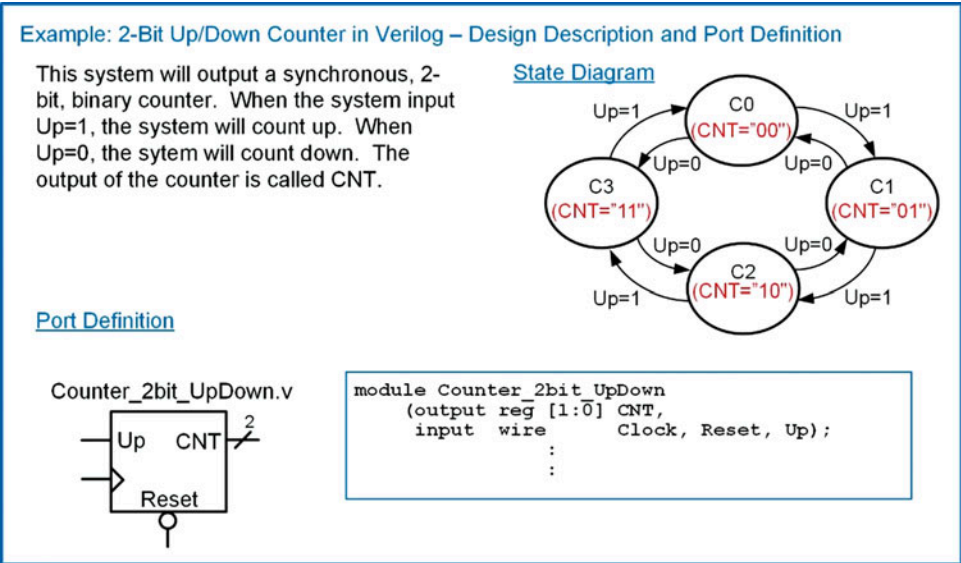 Example: 2-Bit Up/Down Counter in Verilog – Design Description and Port Definition
This system will output a synchronous, 2-
bit, binary counter. When the system input
Up=1, the system will count up. When
Up=0, the sytem will count down. The
output of the counter is called CNT.
State Diagram
Up=1
C0
(CNT="00")
Up=1
Up=0
Up=0
C3
(CNT="11")
C1
(CNT="01")
Up=0
Up=0
C2
(CNT="10")
Up=1
Up=1
Port Definition
Counter_2bit_UpDown.v
Up
CNT
2
Reset
module Counter_2bit_UpDown
(output reg [1:0] CNT,
input wire Clock, Reset, Up);
:
: